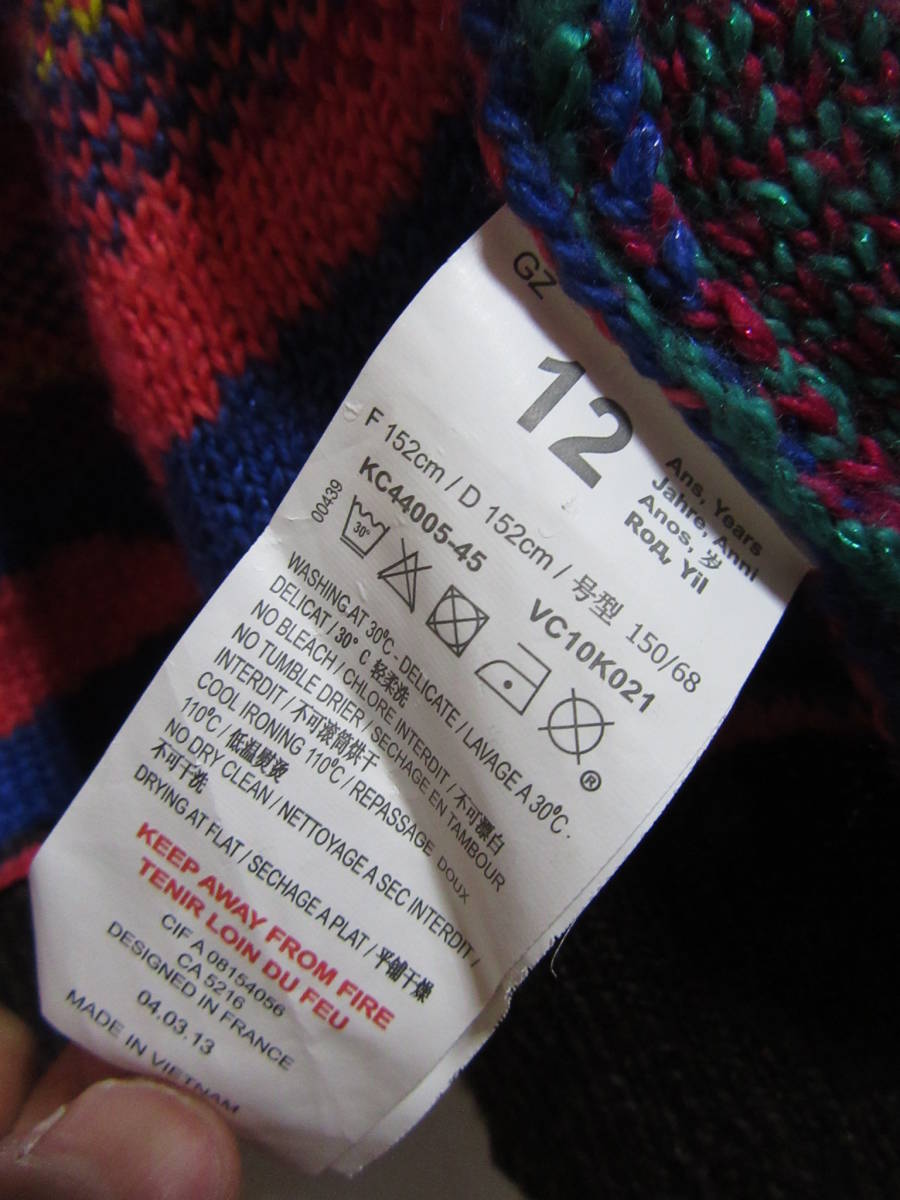 GZ
12
Ans, Years
Jahre, Anni
Anos, 岁
Год, Yil
F 152cm / D 152cm / 号型 150/68
KC44005-45 VC10K021
00439
30°
®
WASHING AT 30°C - DELICATE / LAVAGE A 30°C.
DELICAT / 30° C 轻柔洗
NO BLEACH / CHLORE INTERDIT / 不可漂白
NO TUMBLE DRIER / SECHAGE EN TAMBOUR
INTERDIT / 不可滚筒烘干
COOL IRONING 110°C / REPASSAGE DOUX
110°C / 低温熨烫
NO DRY CLEAN / NETTOYAGE A SEC INTERDIT /
不可干洗
DRYING AT FLAT / SECHAGE A PLAT / 平铺干燥
KEEP AWAY FROM FIRE
TENIR LOIN DU FEU
CIF A 08154056
CA 5216
DESIGNED IN FRANCE
04.03.13
MADE IN VIETNAM